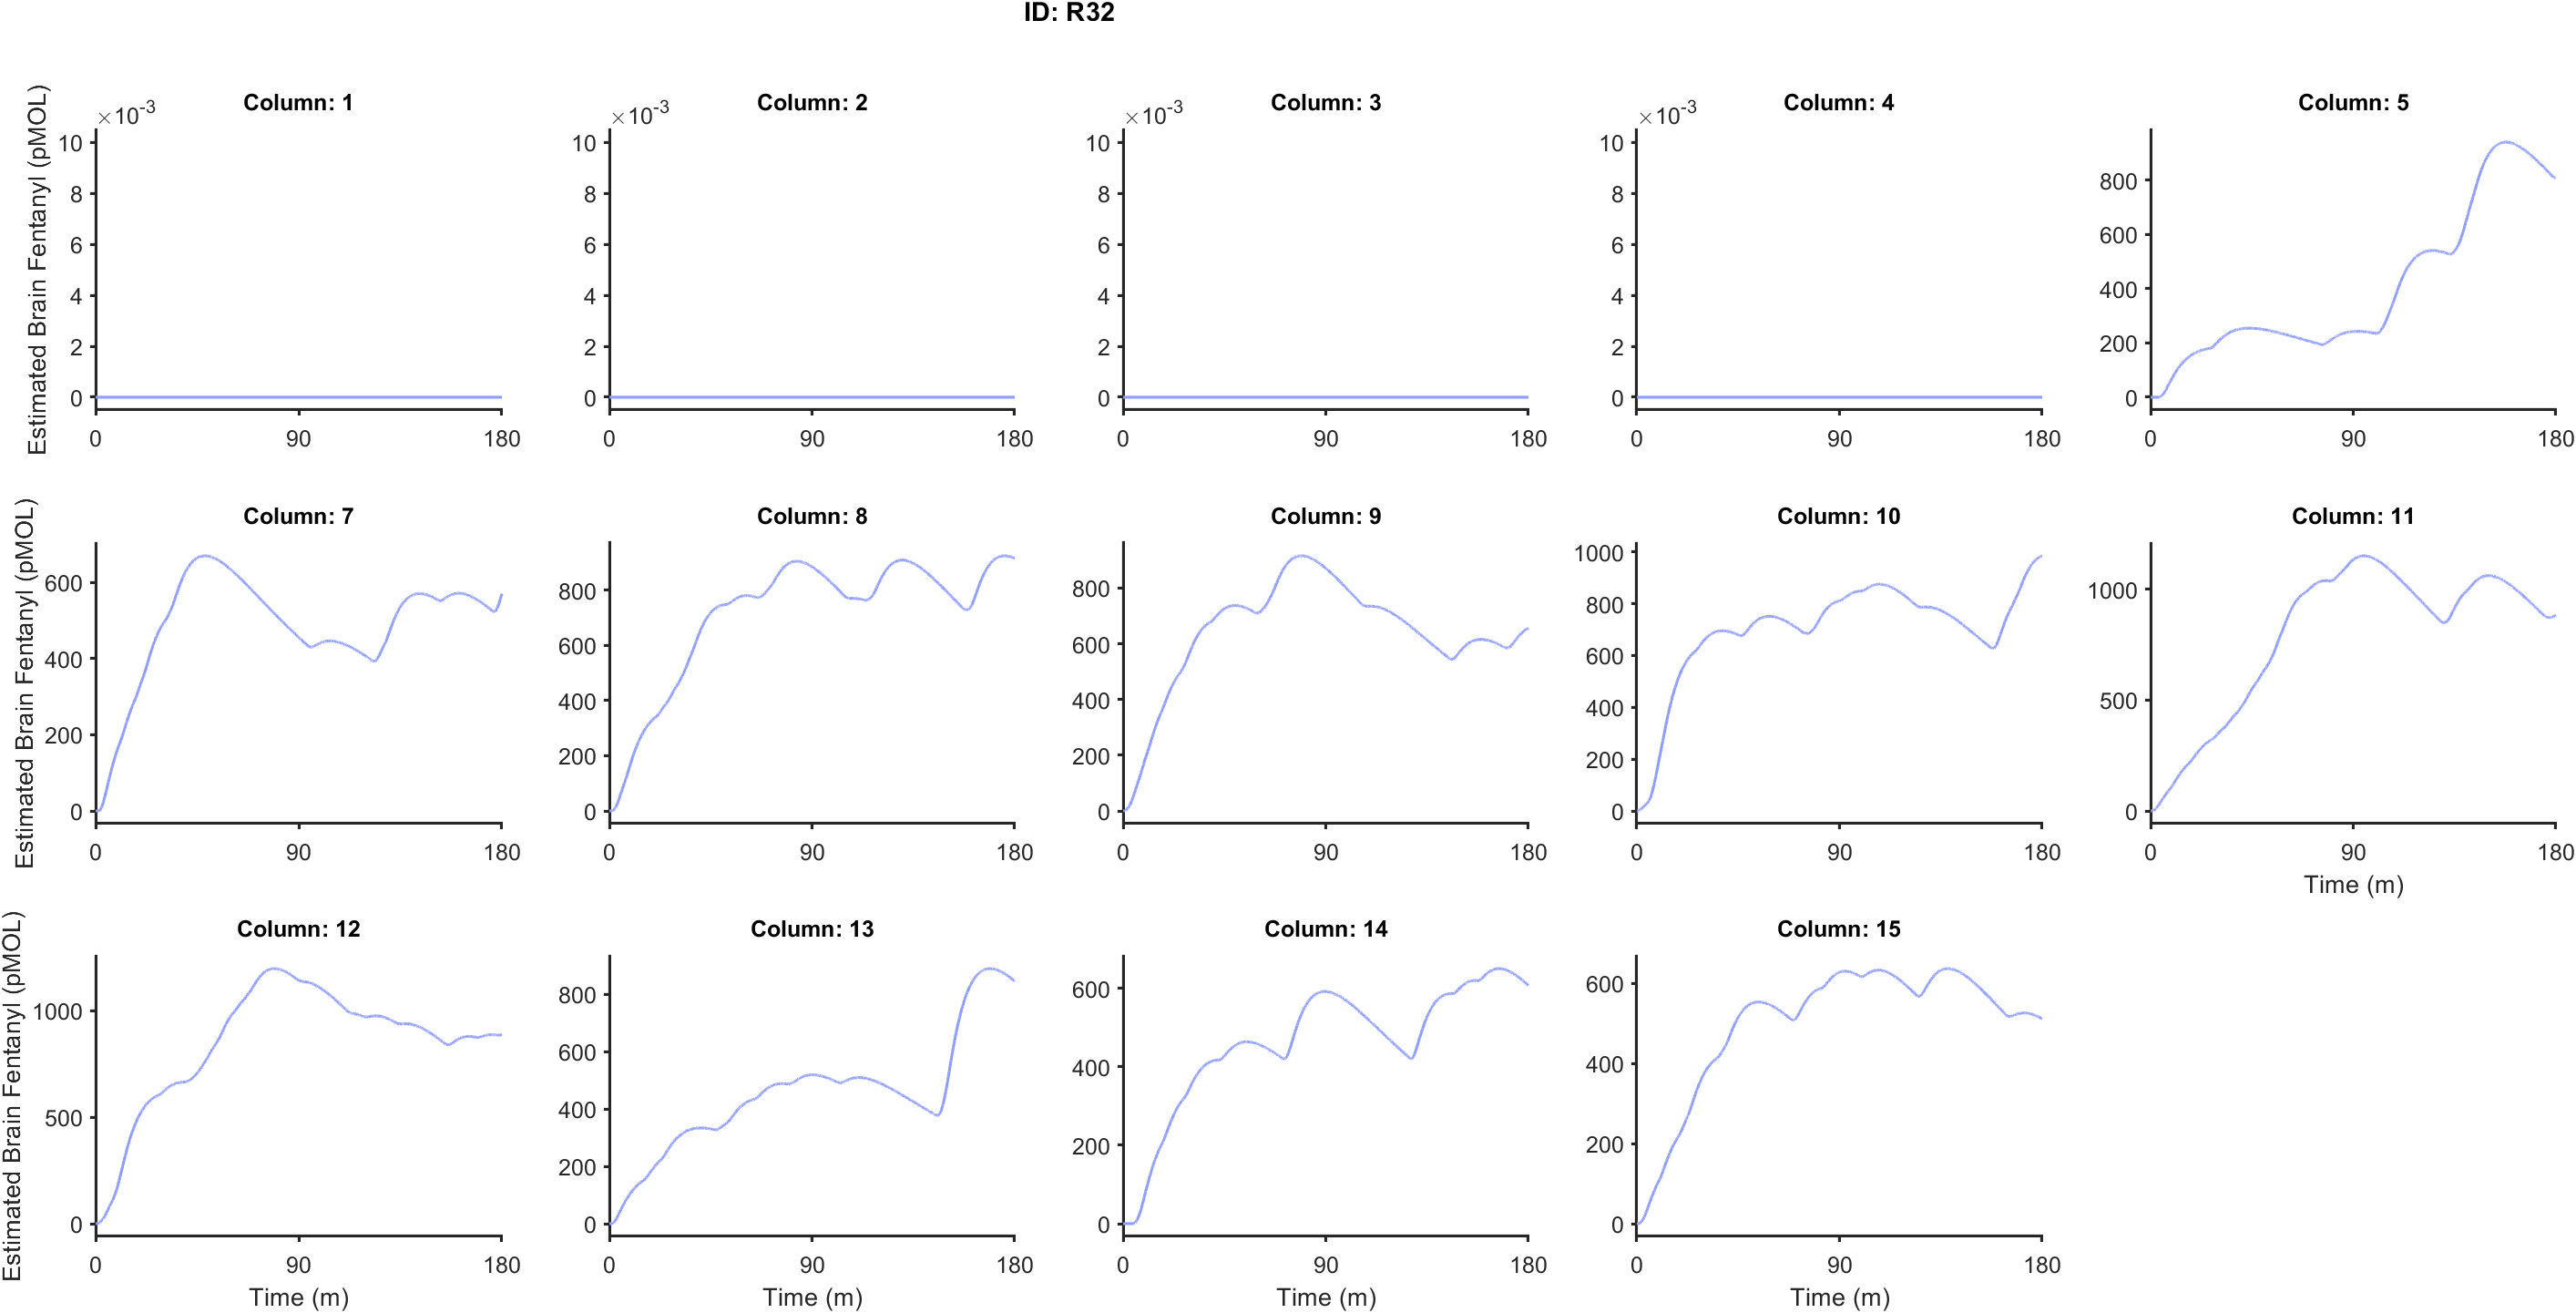 ID: R32
Column: 1
Column: 2
Column: 3
Column: 4
Column: 5
×10-3
×10-3
×10-3
×10-3
Estimated Brain Fentanyl (pMOL)
10
8
6
4
2
0
0 90 180
10
8
6
4
2
0
0 90 180
10
8
6
4
2
0
0 90 180
10
8
6
4
2
0
0 90 180
800
600
400
200
0
0 90 180
Column: 7
Column: 8
Column: 9
Column: 10
Column: 11
Estimated Brain Fentanyl (pMOL)
600
400
200
0
0 90 180
800
600
400
200
0
0 90 180
800
600
400
200
0
0 90 180
1000
800
600
400
200
0
0 90 180
1000
500
0
0 90 180
Time (m)
Column: 12
Column: 13
Column: 14
Column: 15
Estimated Brain Fentanyl (pMOL)
1000
500
0
0 90 180
Time (m)
800
600
400
200
0
0 90 180
Time (m)
600
400
200
0
0 90 180
Time (m)
600
400
200
0
0 90 180
Time (m)